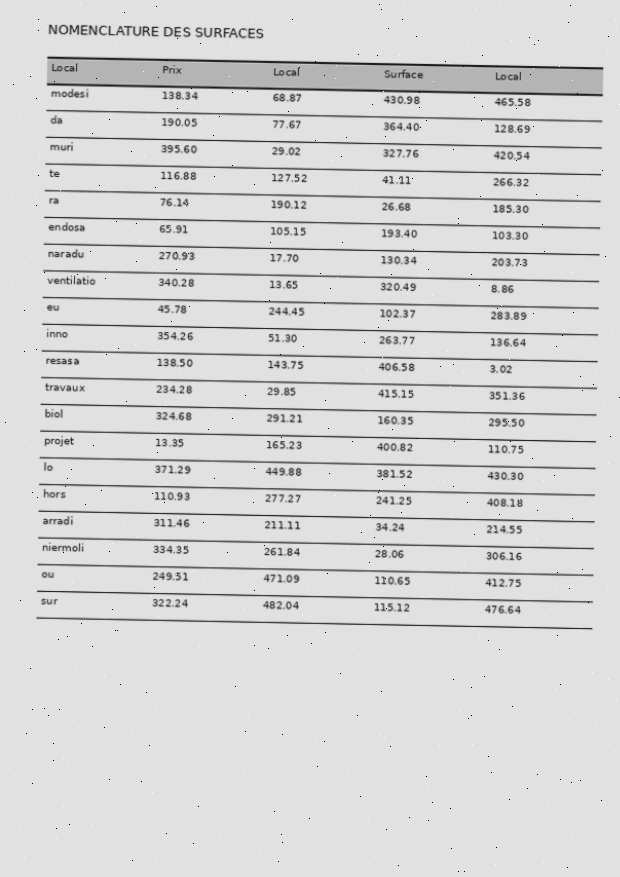 NOMENCLATURE DES SURFACES
Local Prix Local Surface Local
modesi 138.34 68.87 430.98 465.58
da 190.05 77.67 364.40 128.69
muri 395.60 29.02 327.76 420.54
te 116.88 127.52 41.11 266.32
ra 76.14 190.12 26.68 185.30
endosa 65.91 105.15 193.40 103.30
naradu 270.93 17.70 130.34 203.73
ventilatio 340.28 13.65 320.49 8.86
eu 45.78 244.45 102.37 283.89
inno 354.26 51.30 263.77 136.64
resasa 138.50 143.75 406.58 3.02
travaux 234.28 29.85 415.15 351.36
biol 324.68 291.21 160.35 295.50
projet 13.35 165.23 400.82 110.75
lo 371.29 449.88 381.52 430.30
hors 110.93 277.27 241.25 408.18
arradi 311.46 211.11 34.24 214.55
niermoli 334.35 261.84 28.06 306.16
ou 249.51 471.09 110.65 412.75
sur 322.24 482.04 115.12 476.64